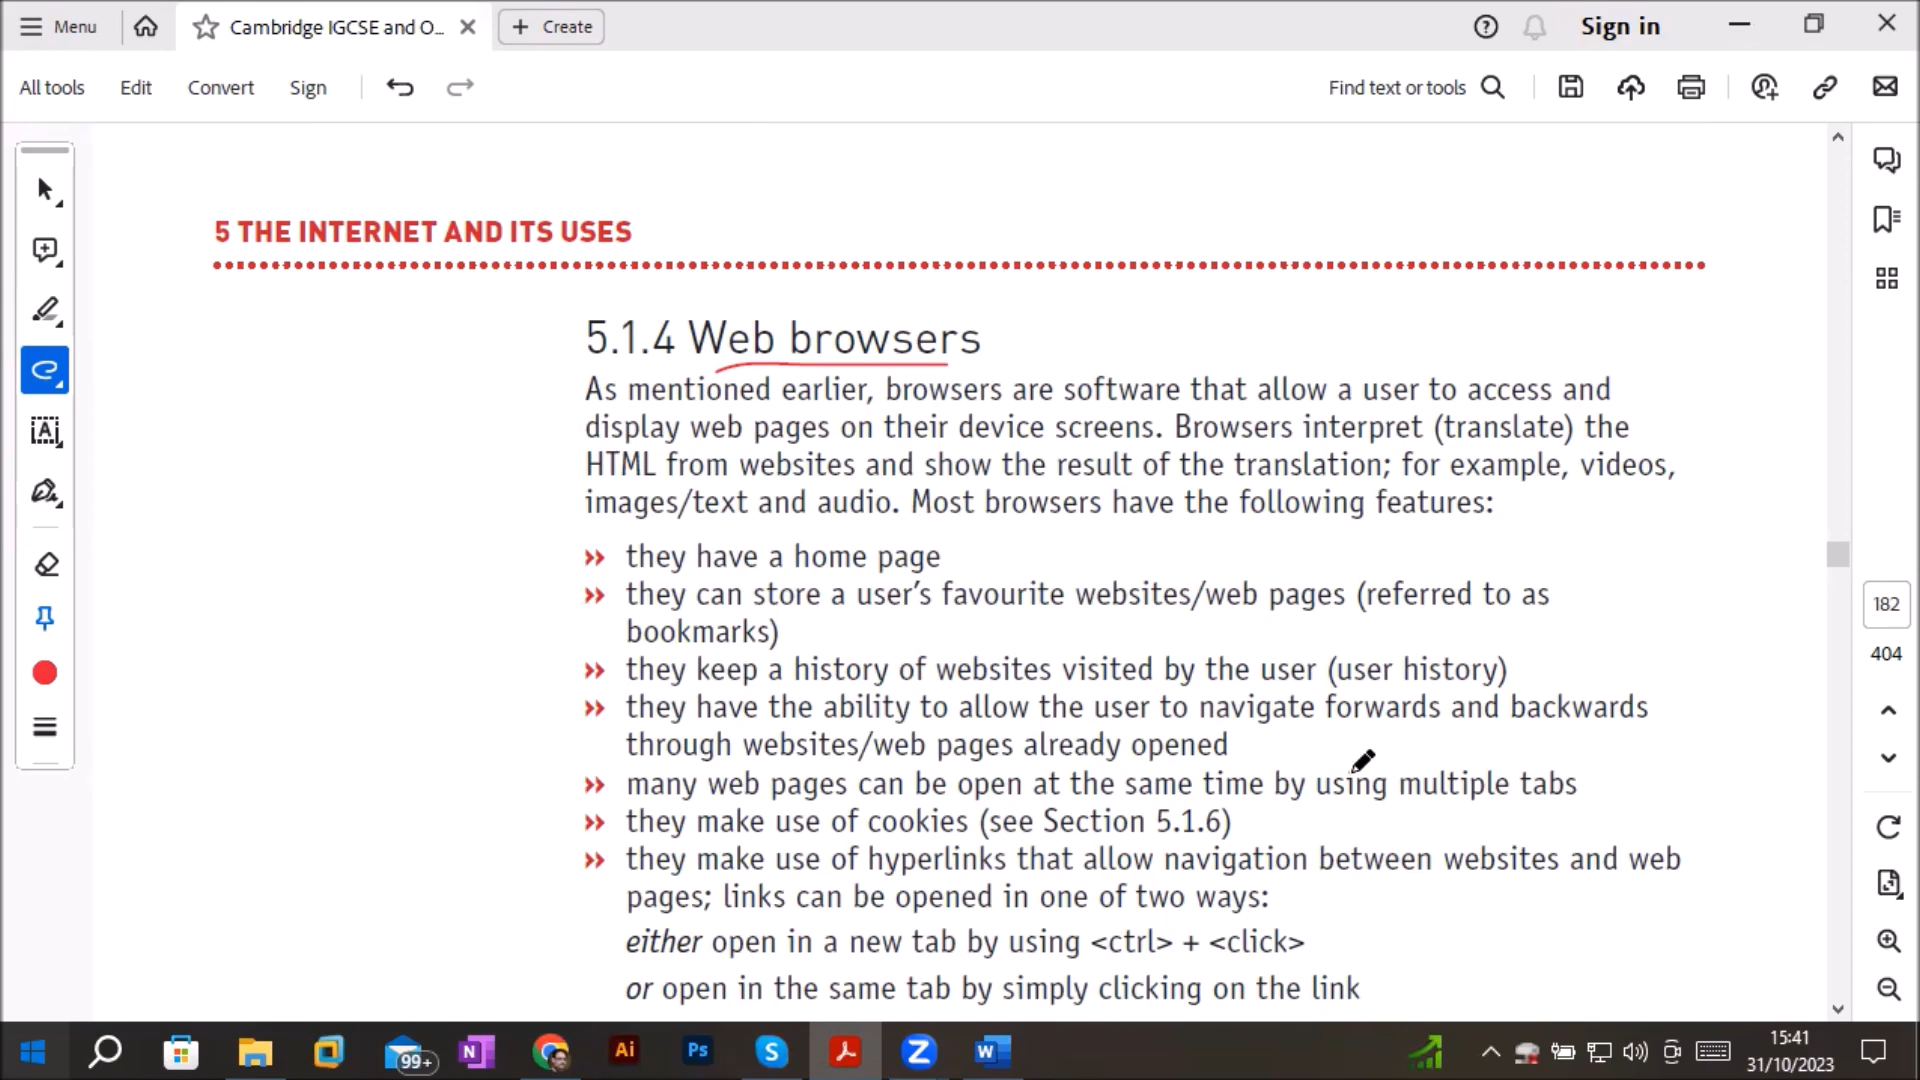 Menu
Cambridge IGCSE and O...
Create
Sign in
All tools
Edit
Convert
Sign
Find text or tools
5 THE INTERNET AND ITS USES
5.1.4 Web browsers
As mentioned earlier, browsers are software that allow a user to access and
display web pages on their device screens. Browsers interpret (translate) the
HTML from websites and show the result of the translation; for example, videos,
images/text and audio. Most browsers have the following features:
›› they have a home page
›› they can store a user’s favourite websites/web pages (referred to as
bookmarks)
›› they keep a history of websites visited by the user (user history)
›› they have the ability to allow the user to navigate forwards and backwards
through websites/web pages already opened
›› many web pages can be open at the same time by using multiple tabs
›› they make use of cookies (see Section 5.1.6)
›› they make use of hyperlinks that allow navigation between websites and web
pages; links can be opened in one of two ways:
either open in a new tab by using <ctrl> + <click>
or open in the same tab by simply clicking on the link
182
404
99+
N
Ai
Ps
S
Z
W
15:41
31/10/2023